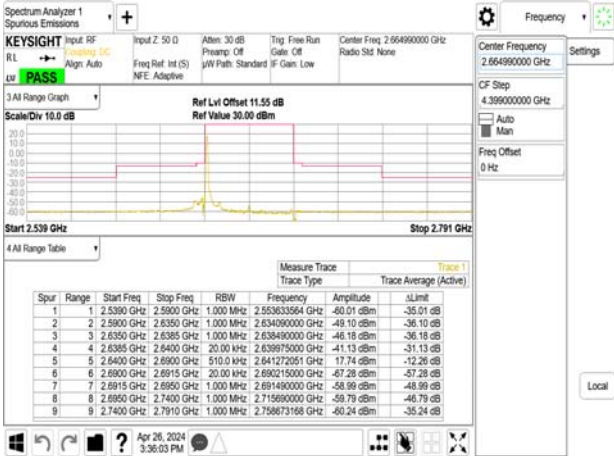 Spectrum Analyzer 1
Spurious Emissions
+
Frequency
KEYSIGHT Input: RF Input Z: 50 Ω Atten: 30 dB Trig: Free Run Center Freq: 2.664990000 GHz
RL Coupling: DC Preamp: Off Gate: Off Radio Std: None
Align: Auto Freq Ref: Int (S) µW Path: Standard IF Gain: Low
LXI PASS NFE: Adaptive
3 All Range Graph
Ref Lvl Offset 11.55 dB
Scale/Div 10.0 dB Ref Value 30.00 dBm
20.0
10.0
0.00
-10.0
-20.0
-30.0
-40.0
-50.0
-60.0
Start 2.539 GHz Stop 2.791 GHz
4 All Range Table
Measure Trace Trace 1
Trace Type Trace Average (Active)
Spur Range Start Freq Stop Freq RBW Frequency Amplitude ΔLimit
1 1 2.5390 GHz 2.5900 GHz 1.000 MHz 2.553633564 GHz -60.01 dBm -35.01 dB
2 2 2.5900 GHz 2.6350 GHz 1.000 MHz 2.634090000 GHz -49.10 dBm -36.10 dB
3 3 2.6350 GHz 2.6385 GHz 1.000 MHz 2.638490000 GHz -46.18 dBm -36.18 dB
4 4 2.6385 GHz 2.6400 GHz 20.00 kHz 2.639975000 GHz -41.13 dBm -31.13 dB
5 5 2.6400 GHz 2.6900 GHz 510.0 kHz 2.641272051 GHz 17.74 dBm -12.26 dB
6 6 2.6900 GHz 2.6915 GHz 20.00 kHz 2.690215000 GHz -67.28 dBm -57.28 dB
7 7 2.6915 GHz 2.6950 GHz 1.000 MHz 2.691490000 GHz -58.99 dBm -48.99 dB
8 8 2.6950 GHz 2.7400 GHz 1.000 MHz 2.715690000 GHz -59.79 dBm -46.79 dB
9 9 2.7400 GHz 2.7910 GHz 1.000 MHz 2.758673168 GHz -60.24 dBm -35.24 dB
Apr 26, 2024
3:36:03 PM
?
Center Frequency
2.664990000 GHz
Settings
CF Step
4.399000000 GHz
Auto
Man
Freq Offset
0 Hz
Local